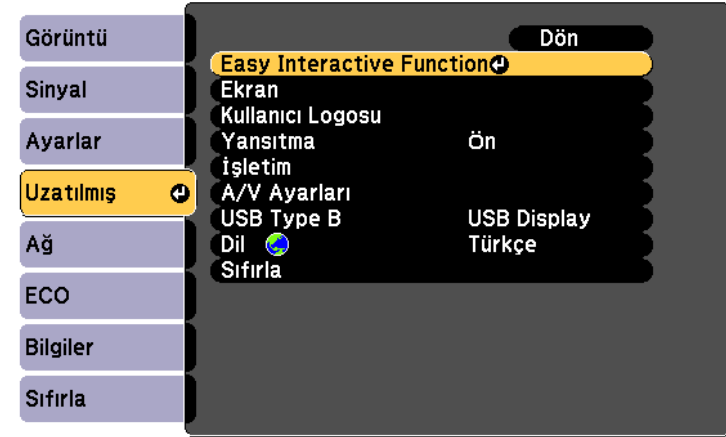 Görüntü
Sinyal
Ayarlar
Uzatılmış
Ağ
ECO
Bilgiler
Sıfırla
Dön
Easy Interactive Function
Ekran
Kullanıcı Logosu
Yansıtma Ön
İşletim
A/V Ayarları
USB Type B USB Display
Dil Türkçe
Sıfırla